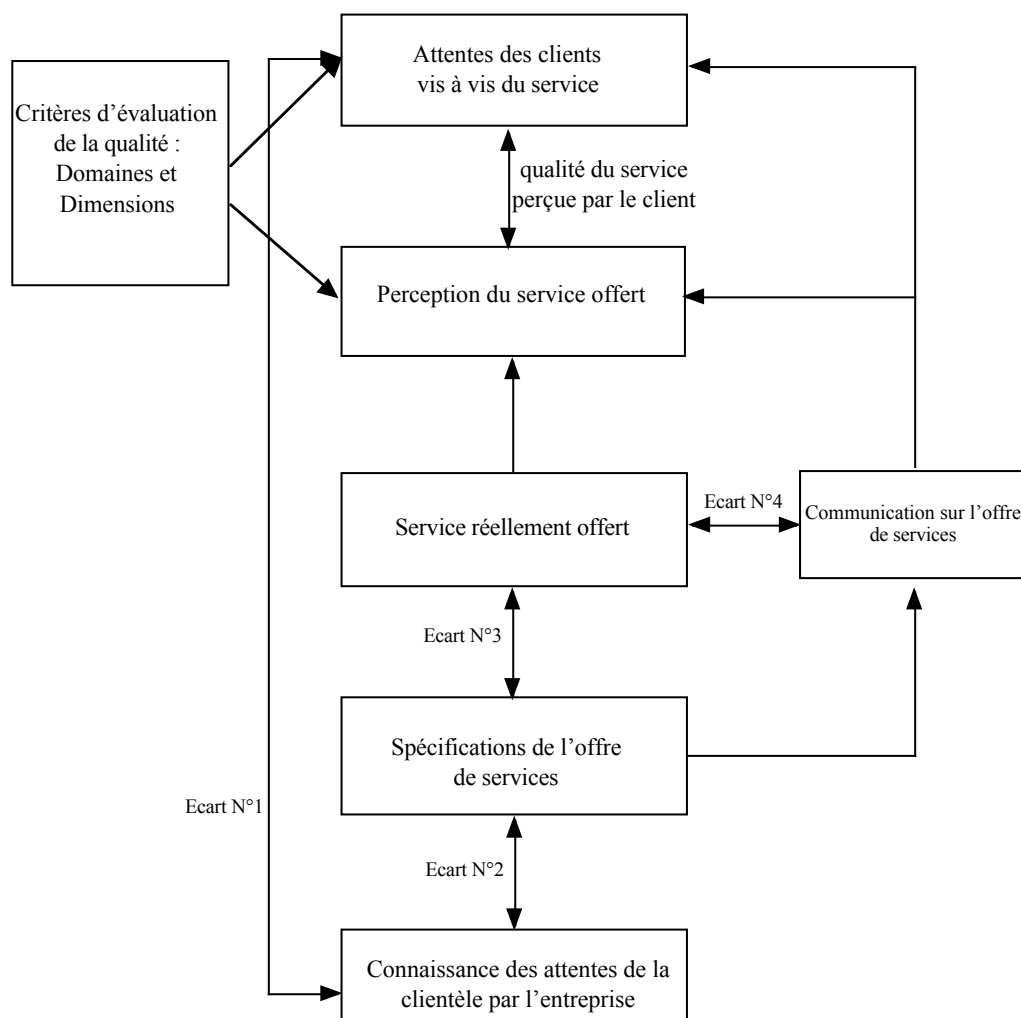 Attentes des clients
vis à vis du service
Critères d’évaluation
de la qualité :
Domaines et
Dimensions
qualité du service
perçue par le client
Perception du service offert
Ecart N°4
Communication sur l’offre
de services
Service réellement offert
Ecart N°3
Spécifications de l’offre
de services
Ecart N°1
Ecart N°2
Connaissance des attentes de la
clientèle par l’entreprise